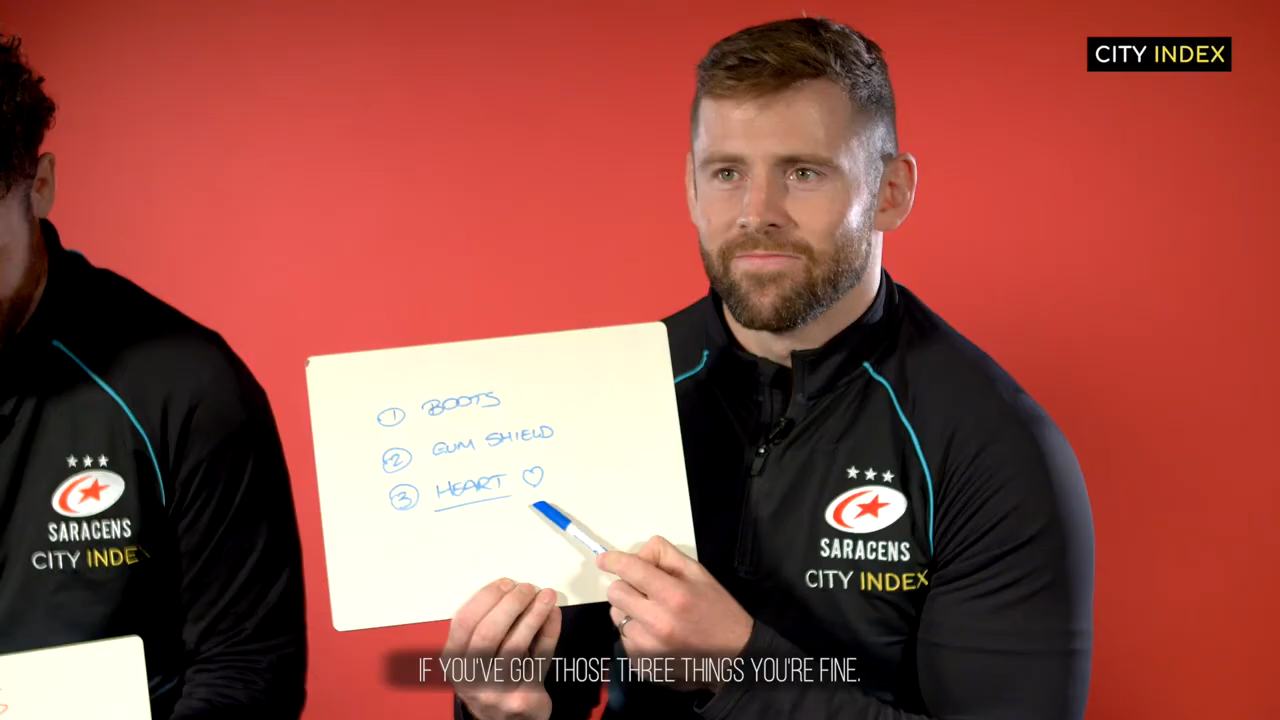 CITY INDEX
① BOOTS
② GUM SHIELD
③ HEART ♡
SARACENS
CITY INDEX
SARACENS
CITY INDEX
IF YOU'VE GOT THOSE THREE THINGS YOU'RE FINE.